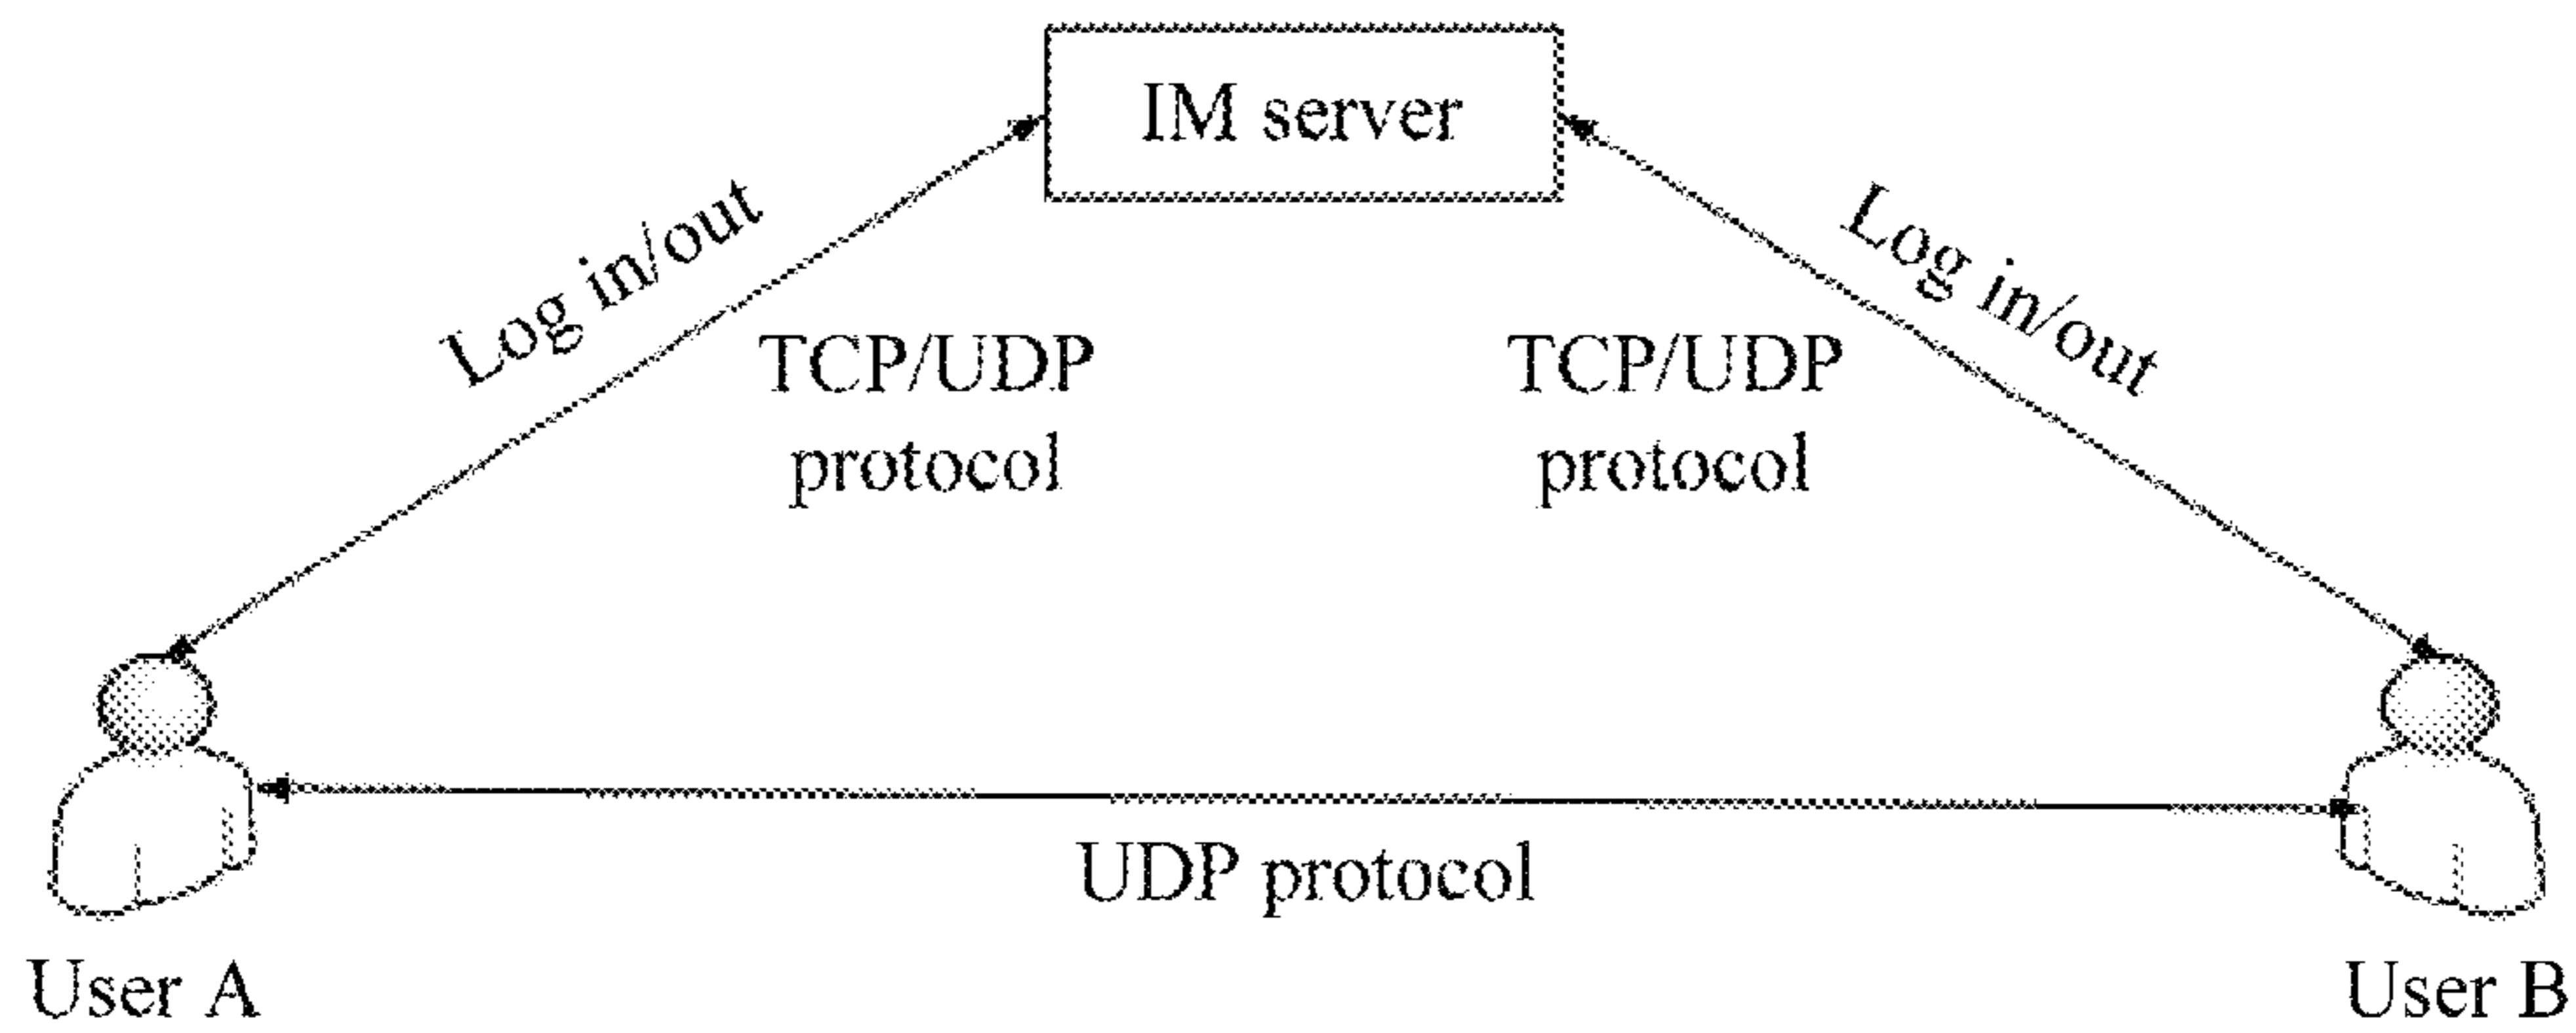 IM server
Log in/out
Log in/out
TCP/UDP
protocol
TCP/UDP
protocol
UDP protocol
User A
User B